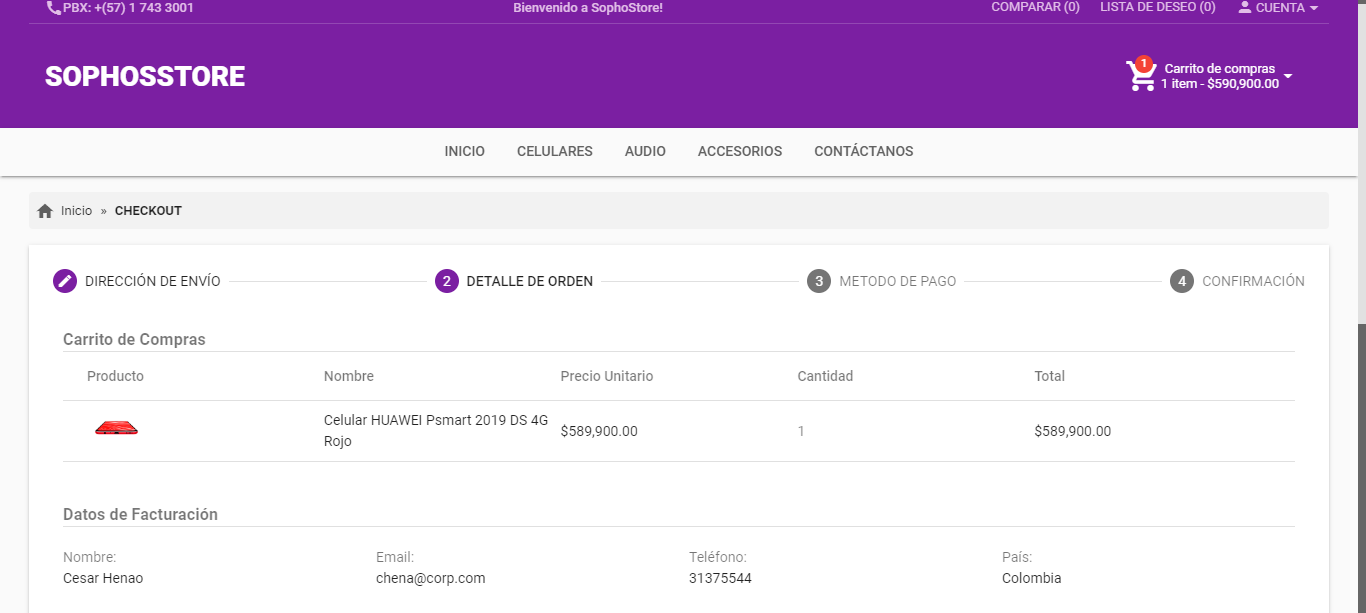 PBX: +(57) 1 743 3001
Bienvenido a SophoStore!
COMPARAR (0)
LISTA DE DESEO (0)
CUENTA
SOPHOSSTORE
1
Carrito de compras
1 item - $590,900.00
INICIO
CELULARES
AUDIO
ACCESORIOS
CONTÁCTANOS
Inicio » CHECKOUT
DIRECCIÓN DE ENVÍO
2 DETALLE DE ORDEN
3 METODO DE PAGO
4 CONFIRMACIÓN
Carrito de Compras
Producto
Nombre
Precio Unitario
Cantidad
Total
Celular HUAWEI Psmart 2019 DS 4G
Rojo
$589,900.00
1
$589,900.00
Datos de Facturación
Nombre:
Cesar Henao
Email:
chena@corp.com
Teléfono:
31375544
País:
Colombia